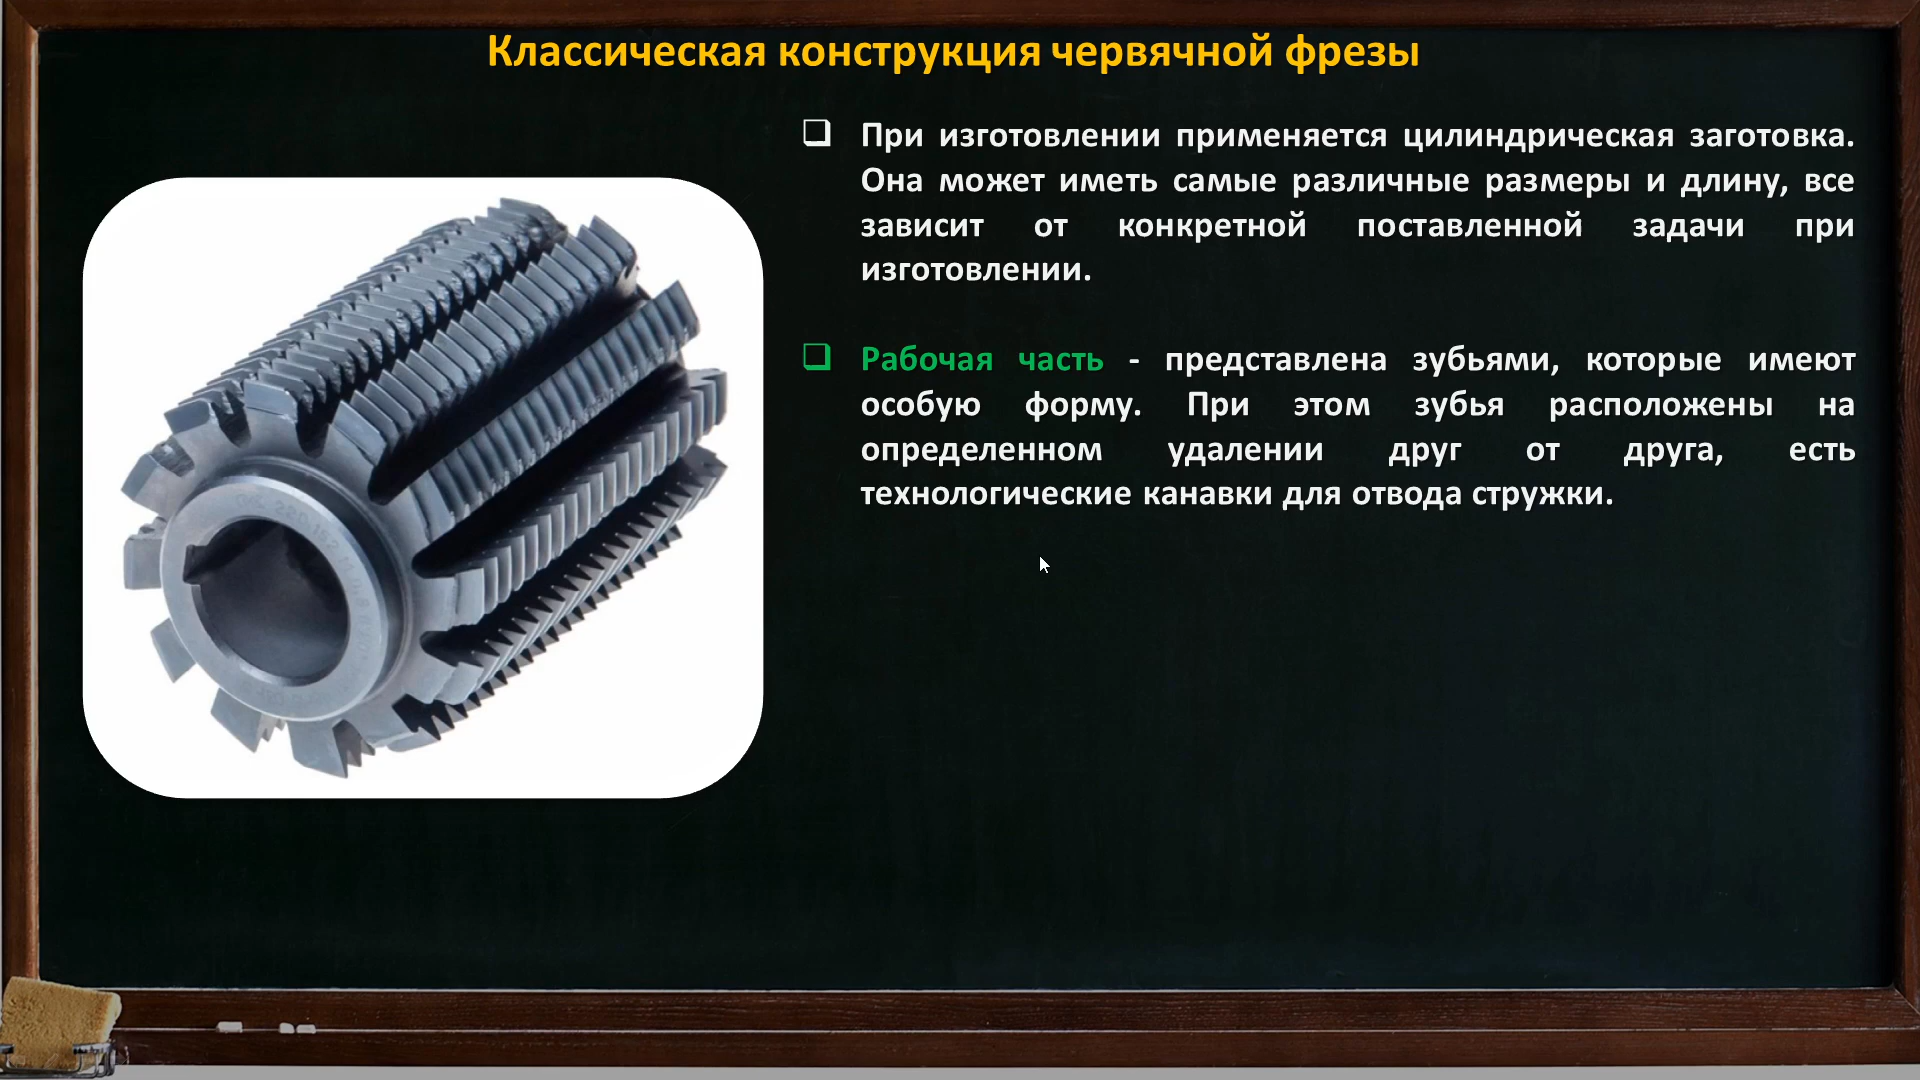 Классическая конструкция червячной фрезы
При изготовлении применяется цилиндрическая заготовка.
Она может иметь самые различные размеры и длину, все
зависит от конкретной поставленной задачи при
изготовлении.
Рабочая часть - представлена зубьями, которые имеют
особую форму. При этом зубья расположены на
определенном удалении друг от друга, есть
технологические канавки для отвода стружки.